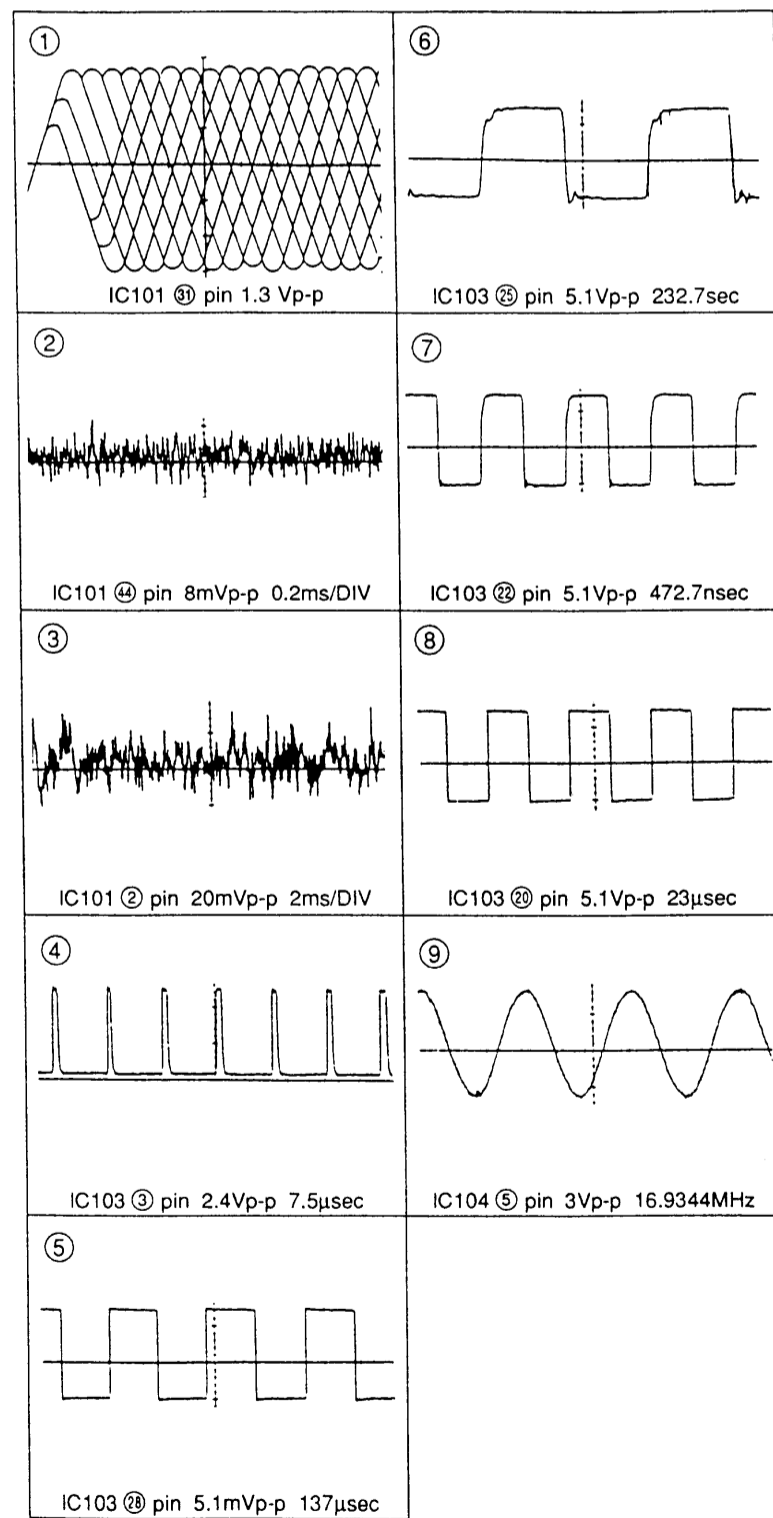 ①
IC101 ㉛ pin 1.3 Vp-p
②
IC101 ㊹ pin 8mVp-p 0.2ms/DIV
③
IC101 ② pin 20mVp-p 2ms/DIV
④
IC103 ③ pin 2.4Vp-p 7.5µsec
⑤
IC103 ㉘ pin 5.1mVp-p 137µsec
⑥
IC103 ㉕ pin 5.1Vp-p 232.7sec
⑦
IC103 ㉒ pin 5.1Vp-p 472.7nsec
⑧
IC103 ⑳ pin 5.1Vp-p 23µsec
⑨
IC104 ⑤ pin 3Vp-p 16.9344MHz